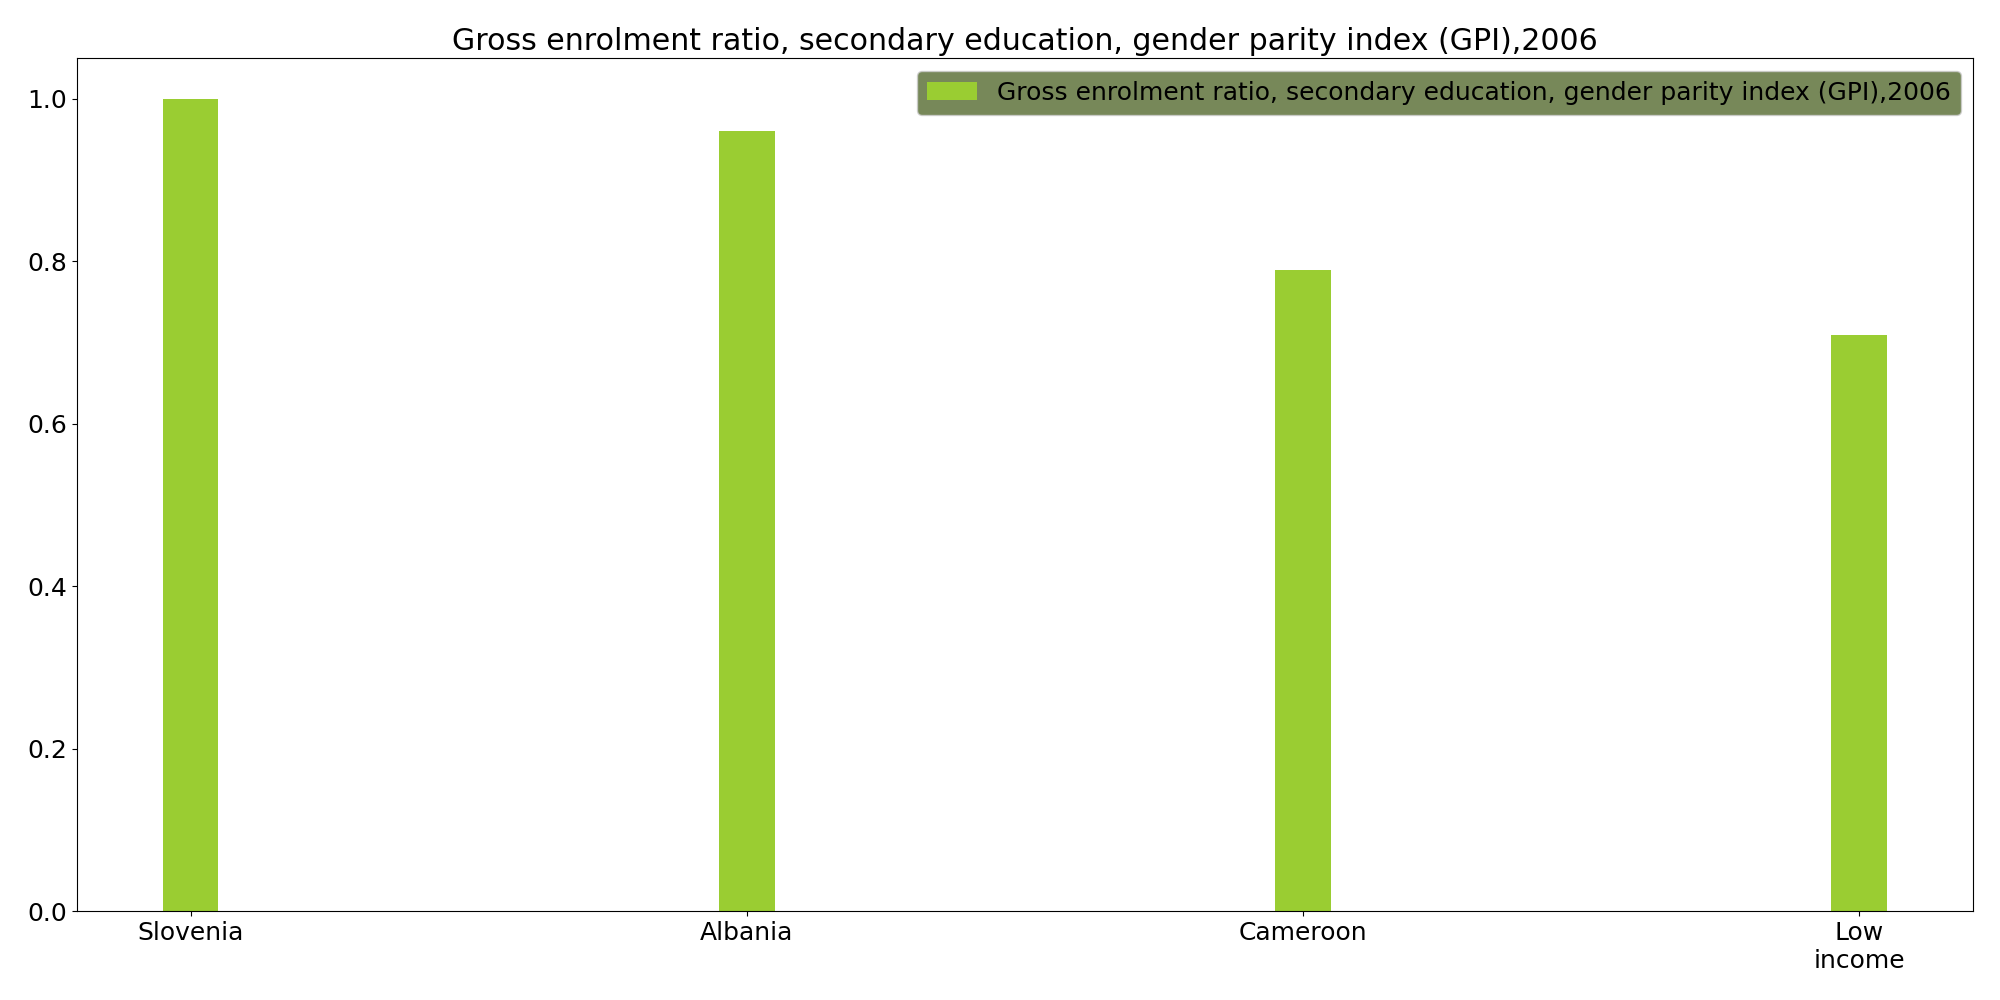 Gross enrolment ratio, secondary education, gender parity index (GPI),2006
Gross enrolment ratio, secondary education, gender parity index (GPI),2006
1.0
0.8
0.6
0.4
0.2
0.0
Slovenia
Albania
Cameroon
Low
income